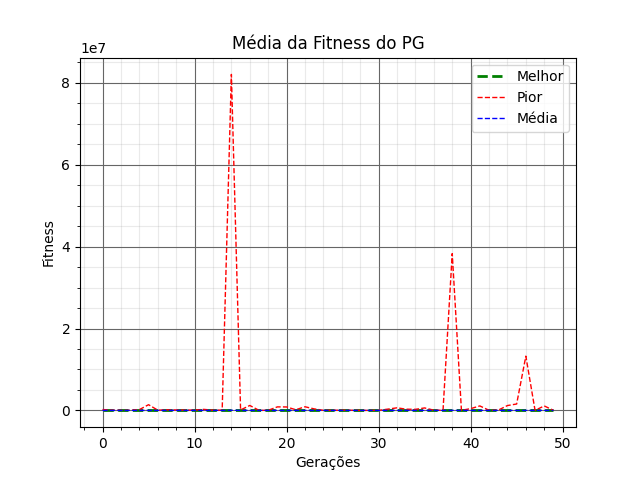 Média da Fitness do PG
1e7
Melhor
Pior
Média
8
6
4
2
0
Fitness
0 10 20 30 40 50
Gerações